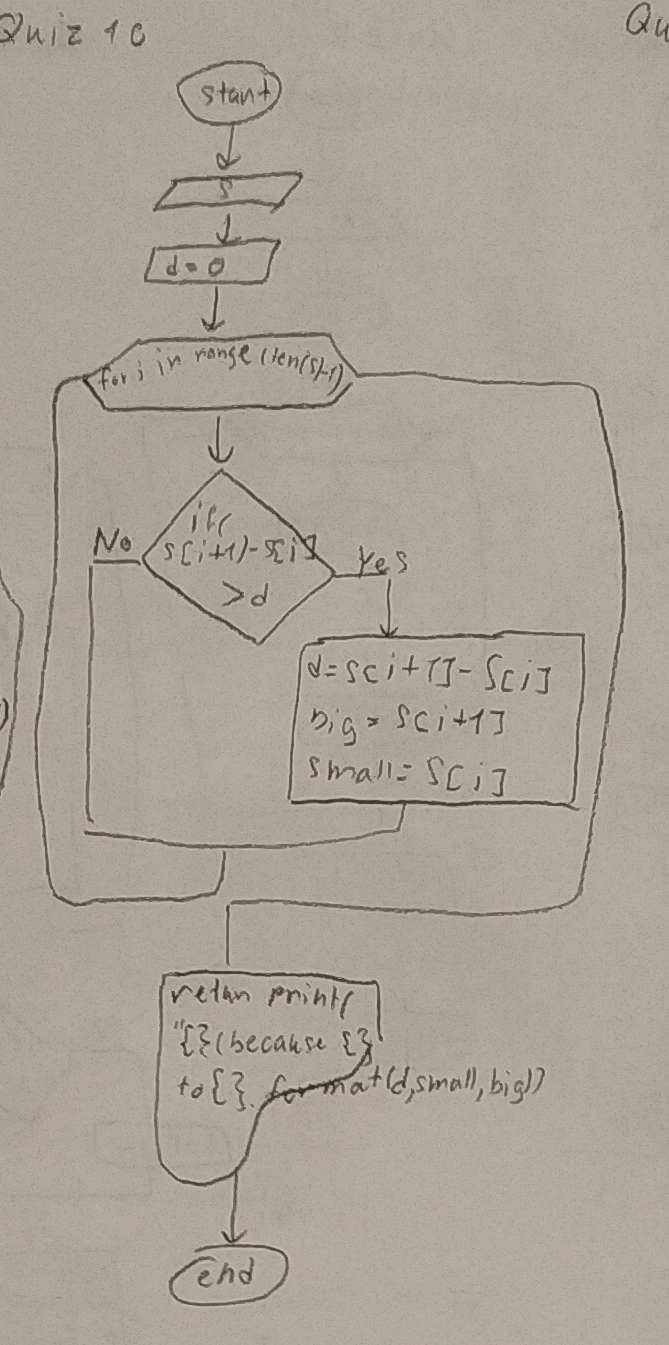 Quiz 10
Qu
start
s
d = 0
for i in range (len(s)-1)
if(
s[i+1)-s[i]
>d
No
Yes
d=s[i+1]-s[i]
big = s[i+1]
small= s[i]
retun print(
"{}(because {}
to{}. format(d,small,big))
end
)